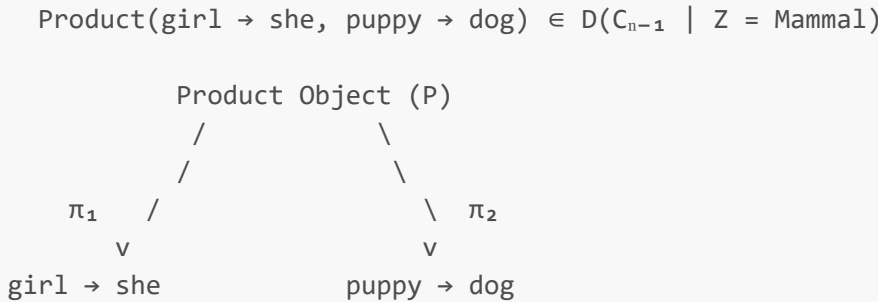 Product(girl → she, puppy → dog) ∈ D(Cₙ₋₁ | Z = Mammal)
Product Object (P)
/ \
/ \
π₁ / \ π₂
v v
girl → she puppy → dog